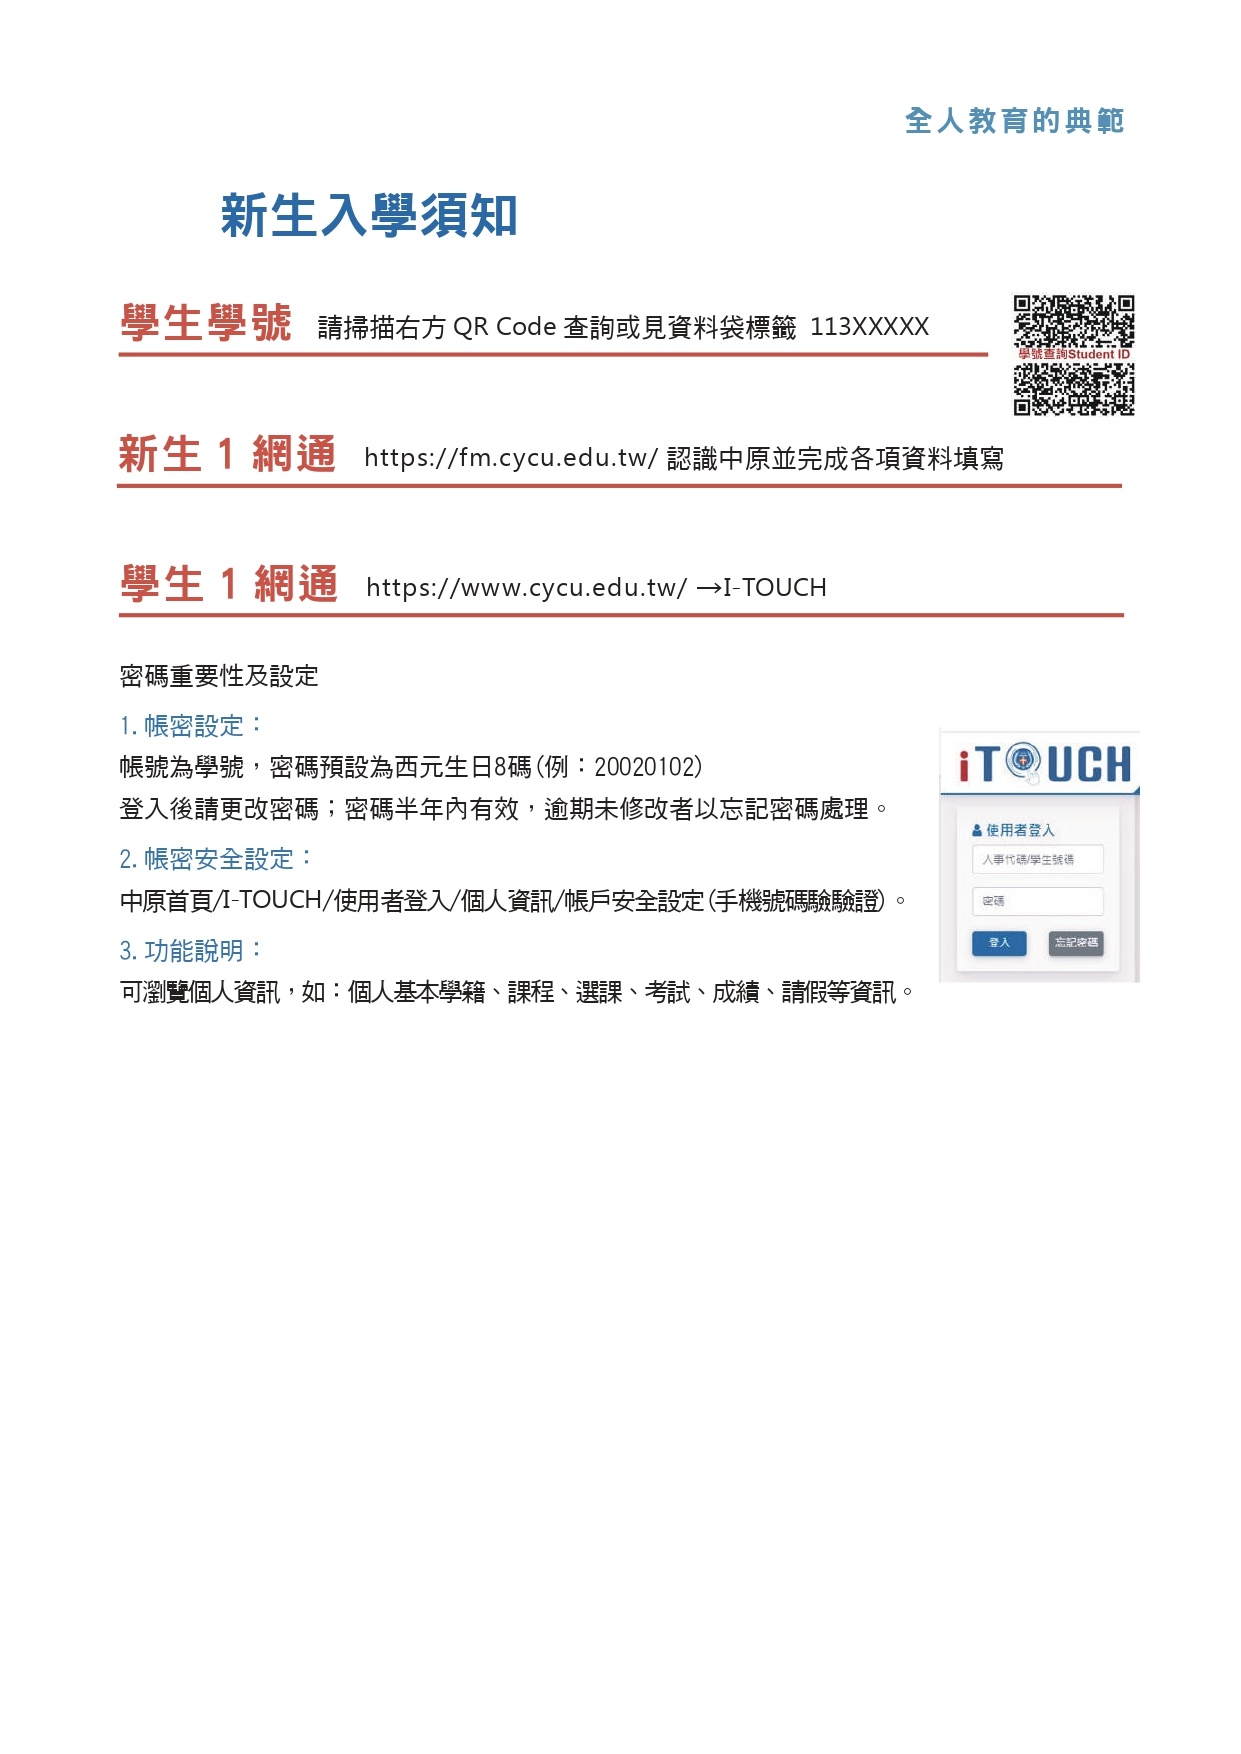 全人教育的典範
新生入學須知
學生學號 請掃描右方 QR Code 查詢或見資料袋標籤 113XXXXX
學號查詢Student ID
新生 1 網通 https://fm.cycu.edu.tw/ 認識中原並完成各項資料填寫
學生 1 網通 https://www.cycu.edu.tw/ →I-TOUCH
密碼重要性及設定
1. 帳密設定：
帳號為學號，密碼預設為西元生日8碼(例：20020102)
登入後請更改密碼；密碼半年內有效，逾期未修改者以忘記密碼處理。
2. 帳密安全設定：
中原首頁/I-TOUCH/使用者登入/個人資訊/帳戶安全設定(手機號碼驗驗證)。
3. 功能說明：
可瀏覽個人資訊，如：個人基本學籍、課程、選課、考試、成績、請假等資訊。
iTOUCH
使用者登入
人事代碼/學生號碼
密碼
登入 忘記密碼